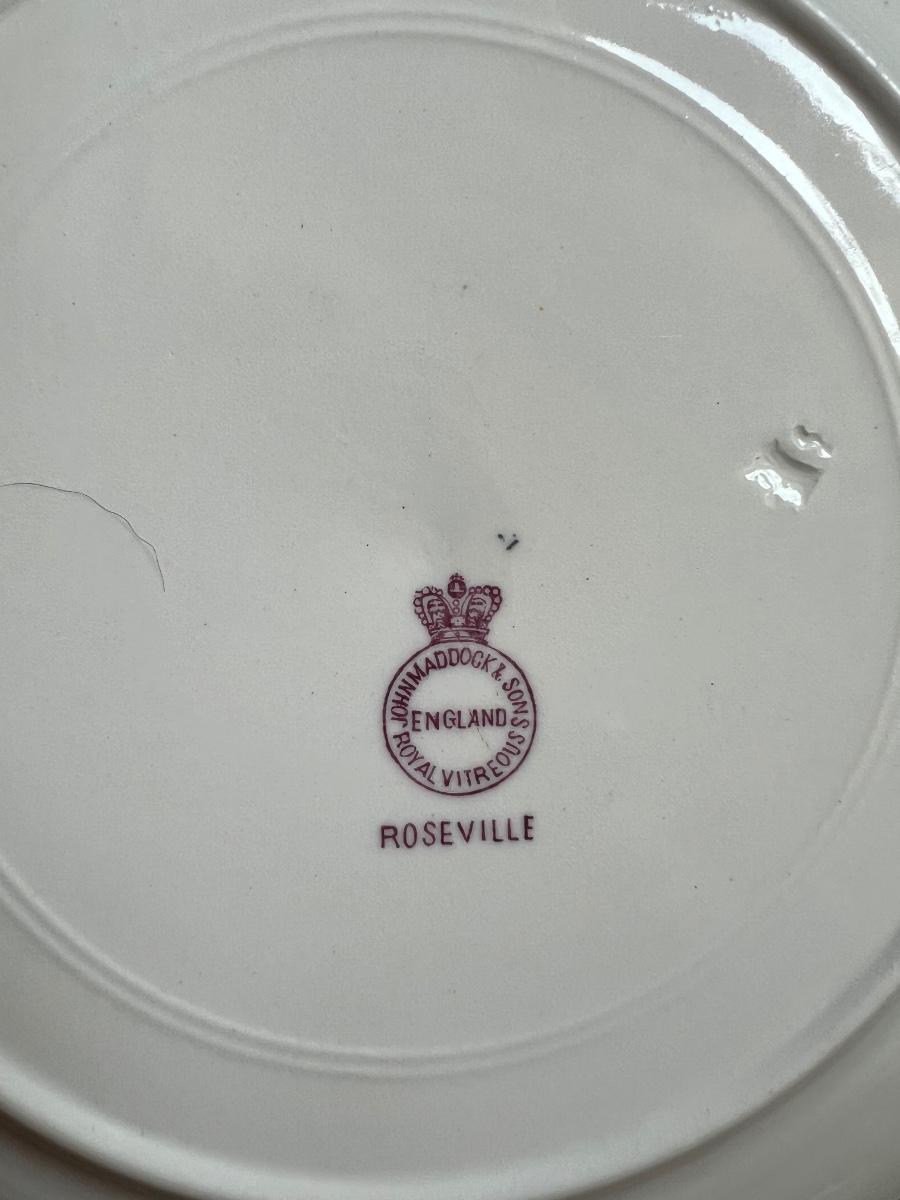 JOHN MADDOCK & SONS
ENGLAND
ROYAL VITREOUS
ROSEVILLE